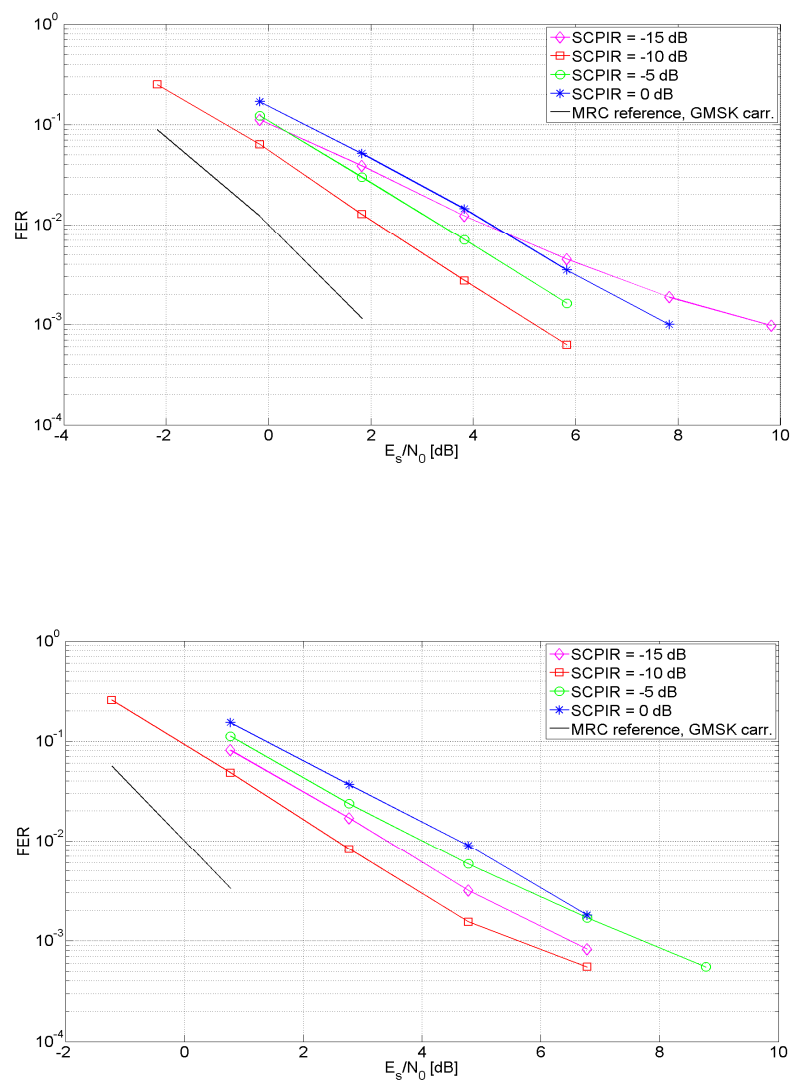 10^0
SCPIR = -15 dB
SCPIR = -10 dB
SCPIR = -5 dB
SCPIR = 0 dB
MRC reference, GMSK carr.
10^-1
10^-2
10^-3
10^-4
FER
-4 -2 0 2 4 6 8 10
E_s/N_0 [dB]
10^0
SCPIR = -15 dB
SCPIR = -10 dB
SCPIR = -5 dB
SCPIR = 0 dB
MRC reference, GMSK carr.
10^-1
10^-2
10^-3
10^-4
FER
-2 0 2 4 6 8 10
E_s/N_0 [dB]